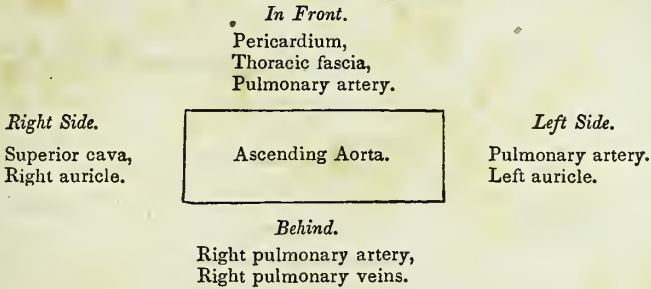 In Front.
Pericardium,
Thoracic fascia,
Pulmonary artery.
Right Side.
Superior cava,
Right auricle.
Ascending Aorta.
Left Side.
Pulmonary artery.
Left auricle.
Behind.
Right pulmonary artery,
Right pulmonary veins.